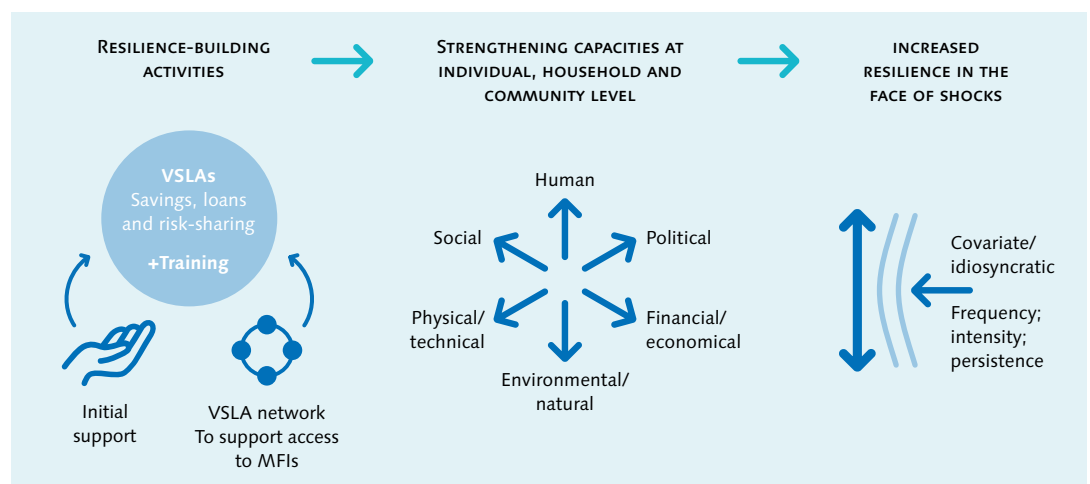 RESILIENCE-BUILDING
ACTIVITIES
STRENGTHENING CAPACITIES AT
INDIVIDUAL, HOUSEHOLD AND
COMMUNITY LEVEL
INCREASED
RESILIENCE IN THE
FACE OF SHOCKS
VSLAs
Savings, loans
and risk-sharing
+Training
Initial
support
VSLA network
To support access
to MFIs
Human
Social
Political
Physical/
technical
Financial/
economical
Environmental/
natural
Covariate/
idiosyncratic
Frequency;
intensity;
persistence